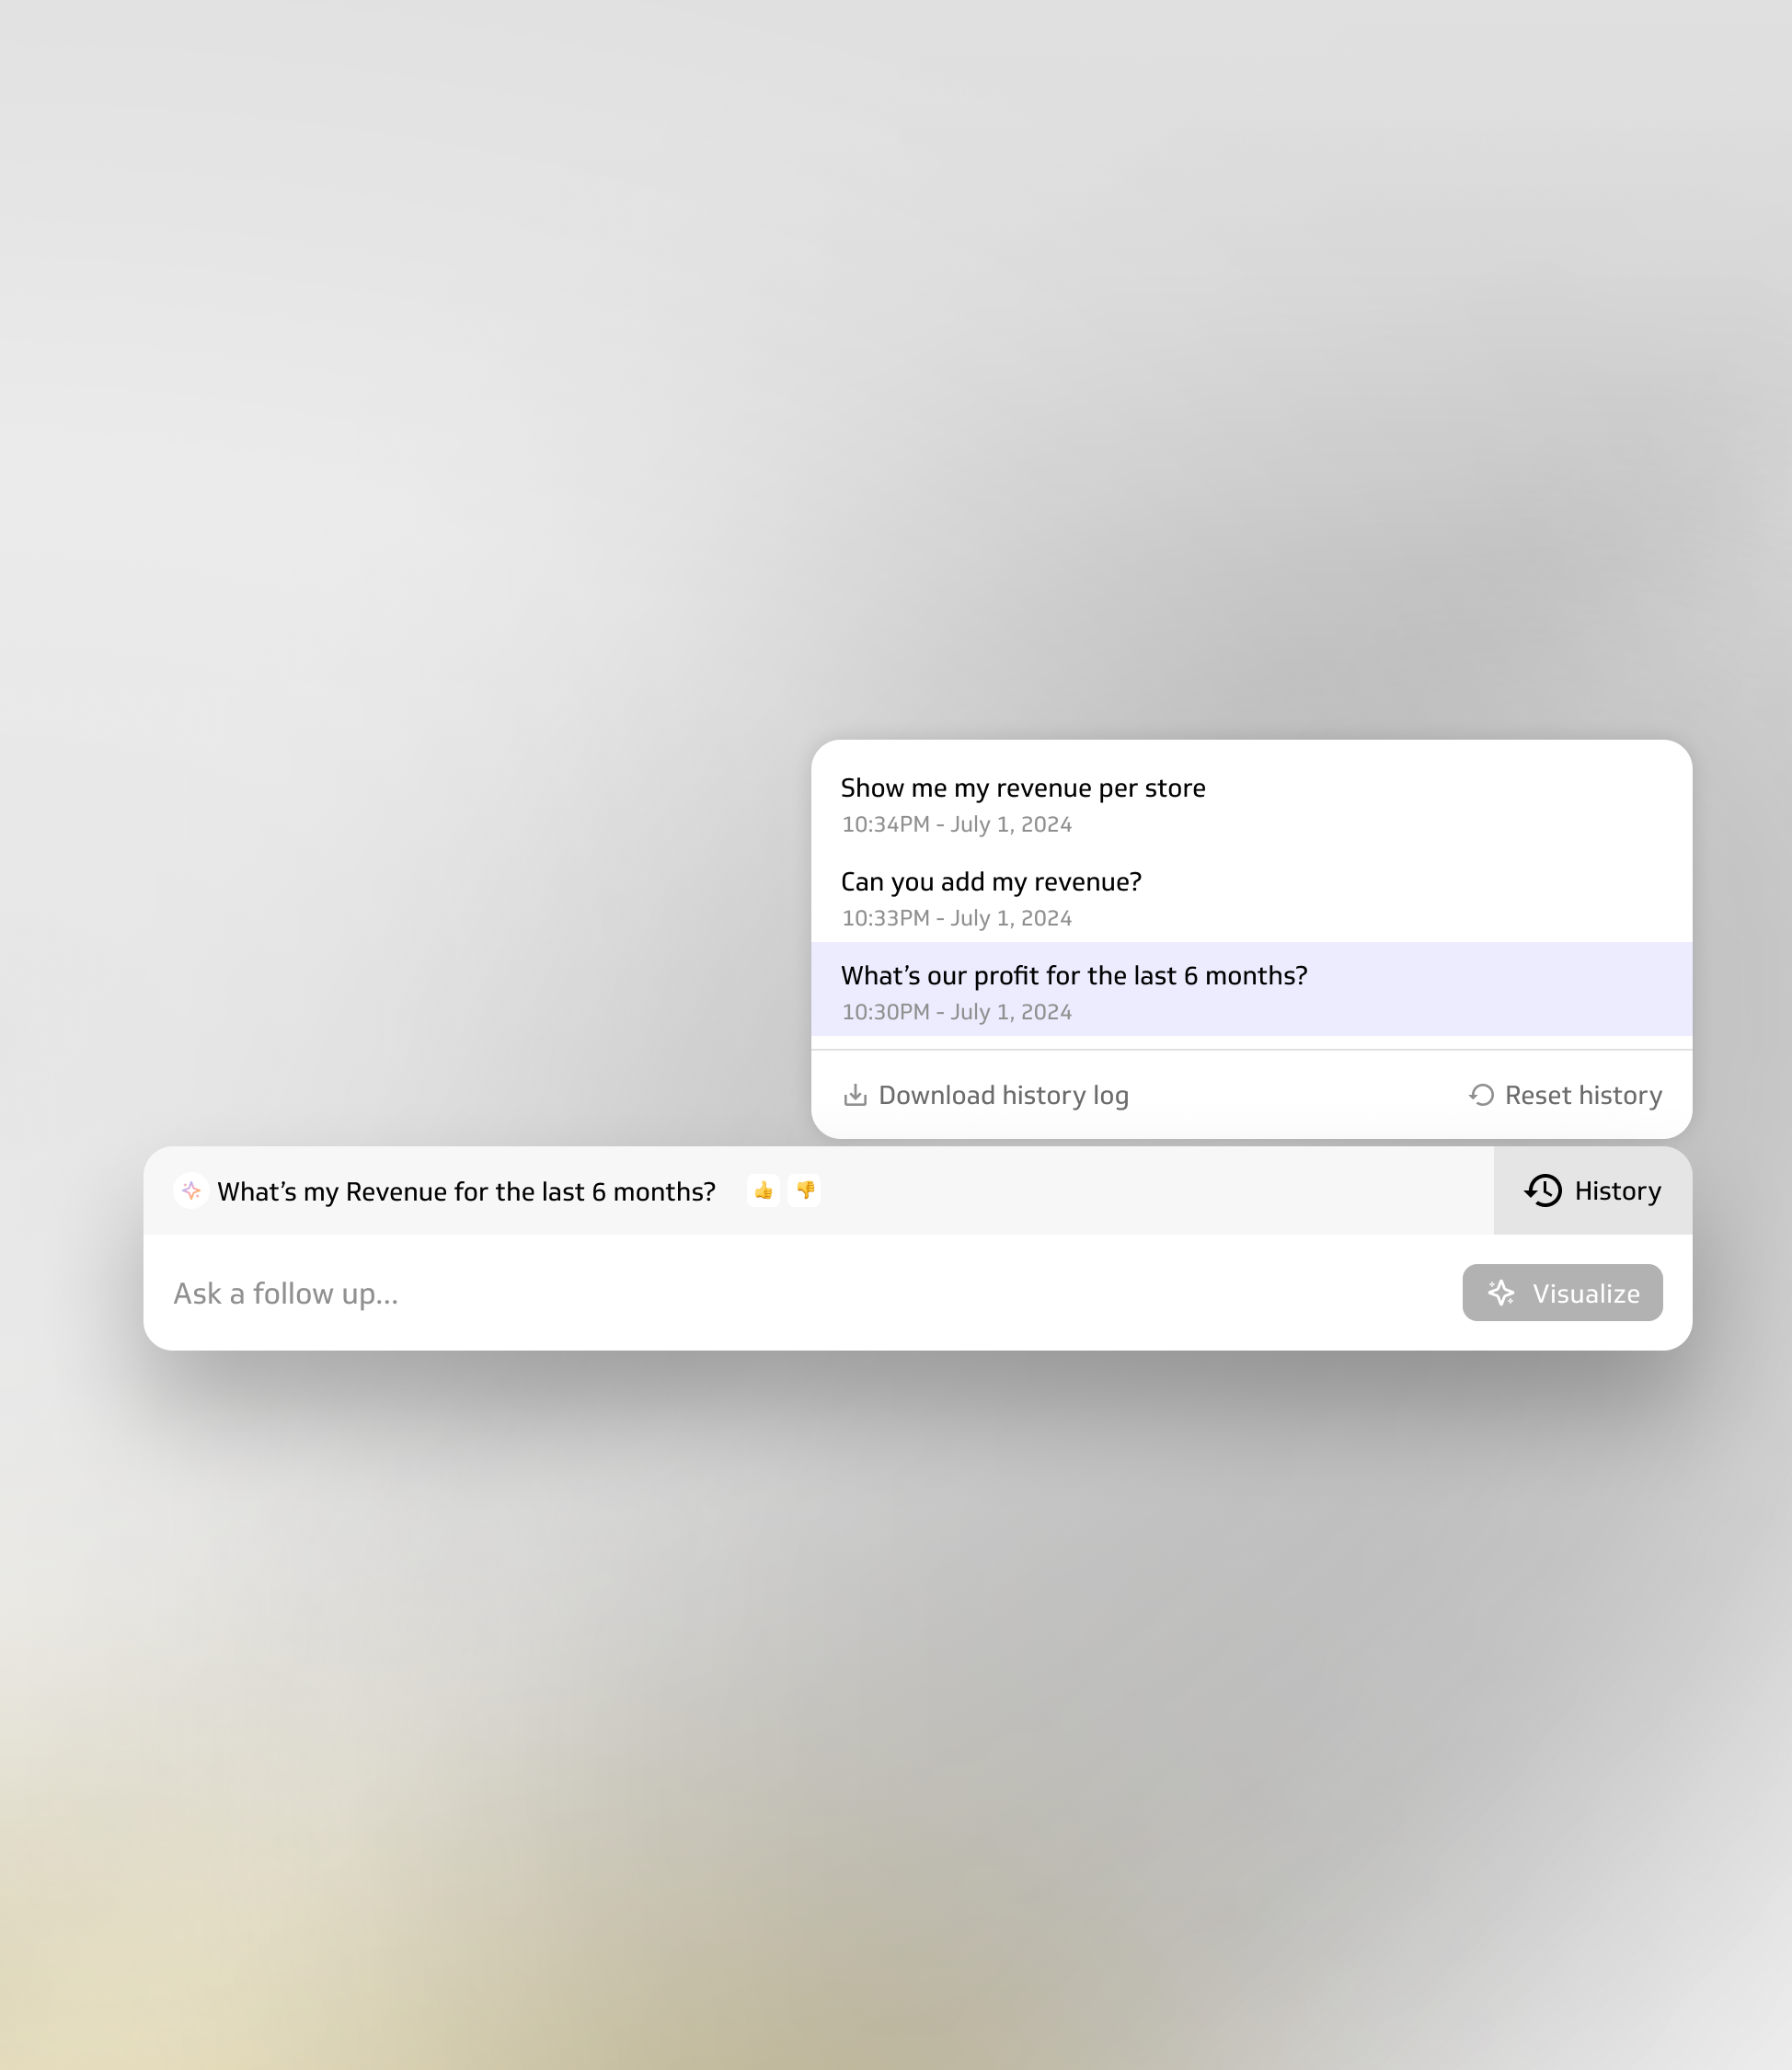 Show me my revenue per store
10:34PM - July 1, 2024
Can you add my revenue?
10:33PM - July 1, 2024
What’s our profit for the last 6 months?
10:30PM - July 1, 2024
Download history log
Reset history
What’s my Revenue for the last 6 months?
History
Ask a follow up...
Visualize